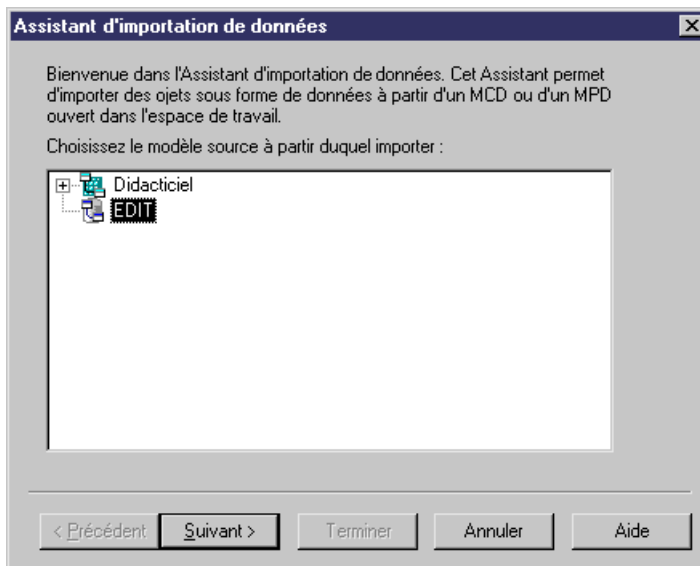 Assistant d'importation de données
Bienvenue dans l'Assistant d'importation de données. Cet Assistant permet
d'importer des ojets sous forme de données à partir d'un MCD ou d'un MPD
ouvert dans l'espace de travail.
Choisissez le modèle source à partir duquel importer :
Didacticiel
EDIT
< Précédent Suivant > Terminer Annuler Aide